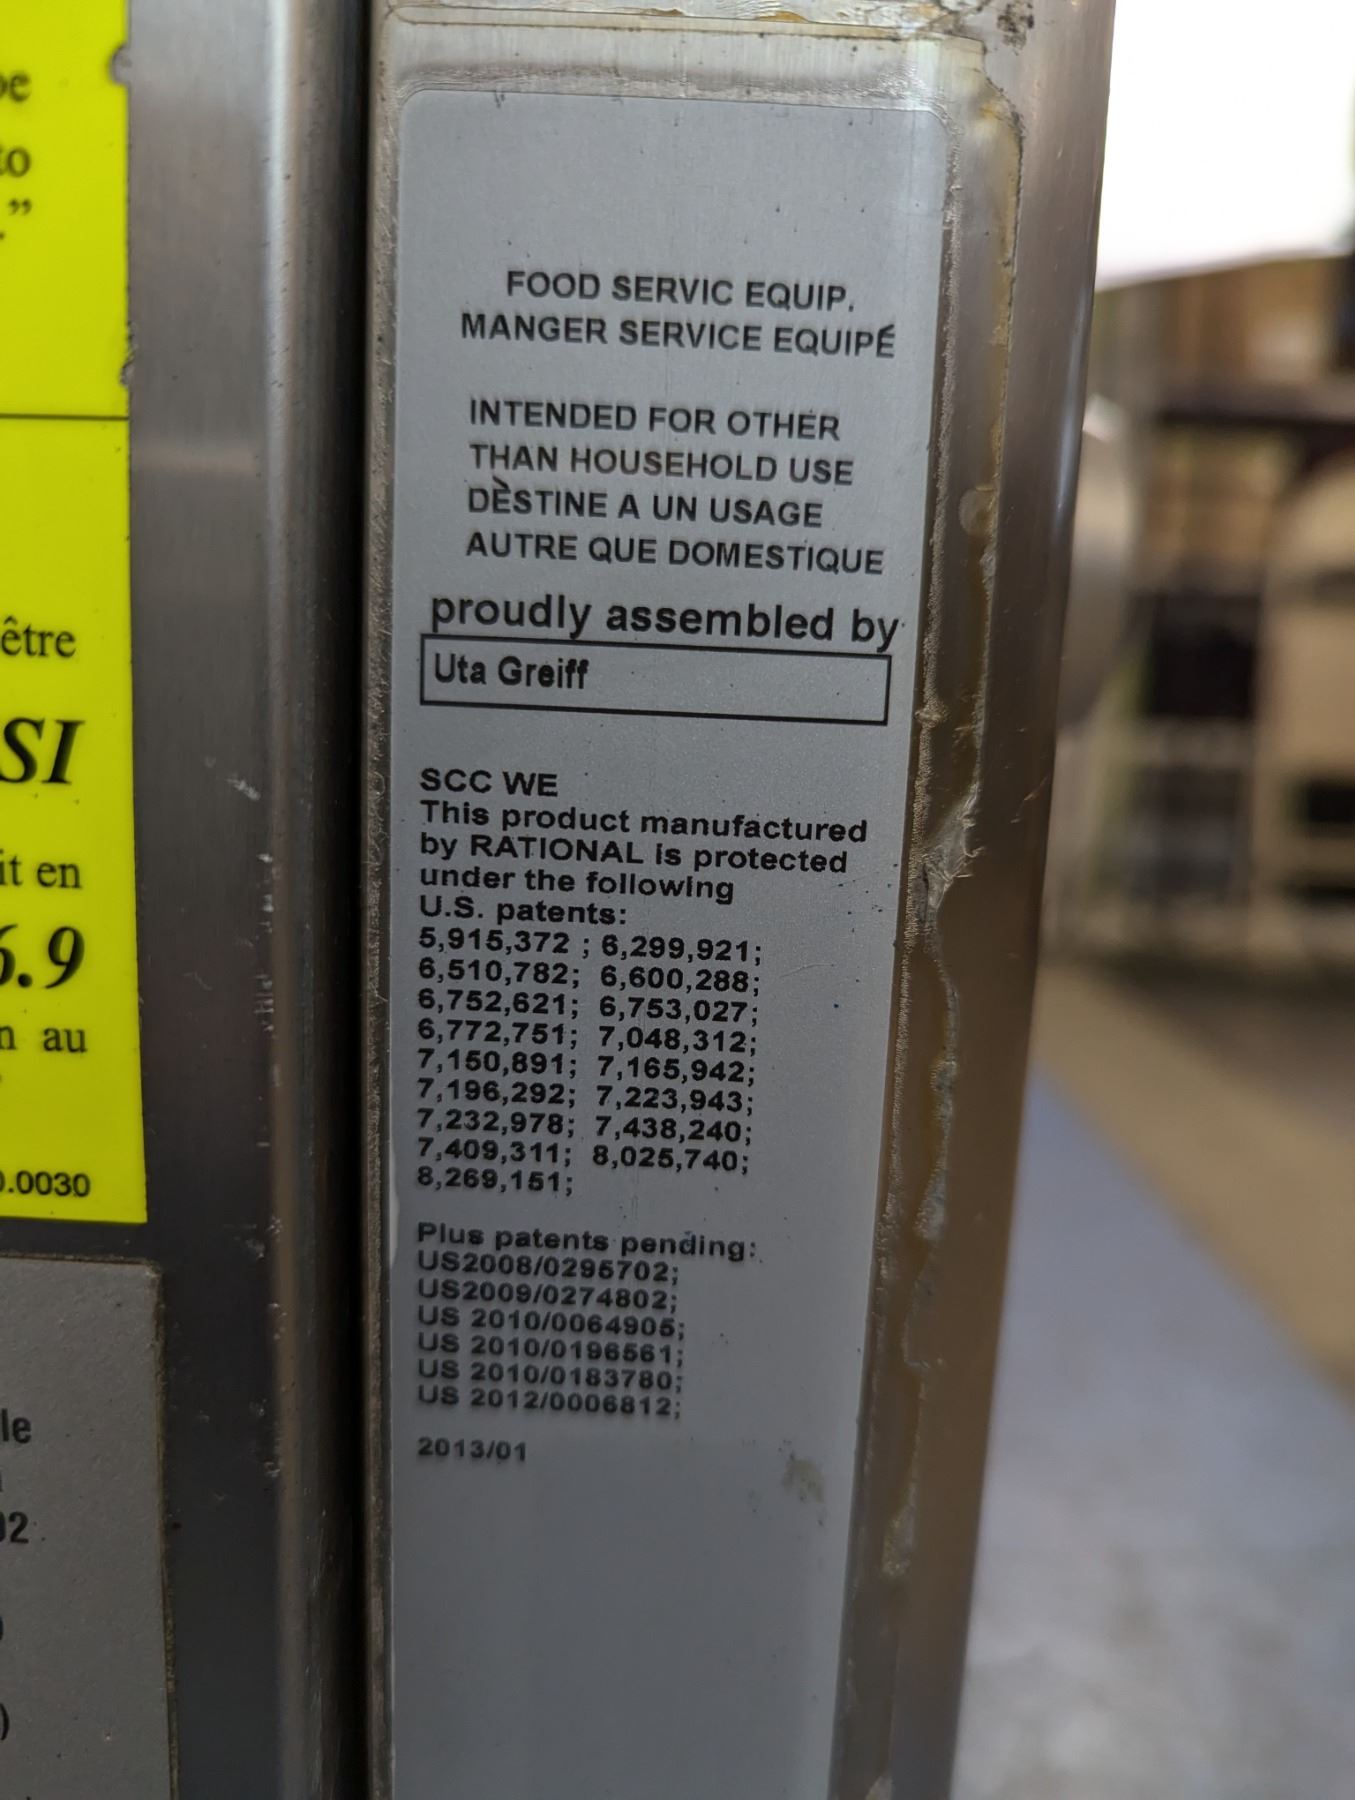 be
to
.”
être
SI
it en
6.9
n au
0.0030
le
02
)
FOOD SERVIC EQUIP.
MANGER SERVICE EQUIPÉ
INTENDED FOR OTHER
THAN HOUSEHOLD USE
DÈSTINE A UN USAGE
AUTRE QUE DOMESTIQUE
proudly assembled by
Uta Greiff
SCC WE
This product manufactured
by RATIONAL is protected
under the following
U.S. patents:
5,915,372 ; 6,299,921;
6,510,782; 6,600,288;
6,752,621; 6,753,027;
6,772,751; 7,048,312;
7,150,891; 7,165,942;
7,196,292; 7,223,943;
7,232,978; 7,438,240;
7,409,311; 8,025,740;
8,269,151;
Plus patents pending:
US2008/0295702;
US2009/0274802;
US 2010/0064905;
US 2010/0196561;
US 2010/0183780;
US 2012/0006812;
2013/01